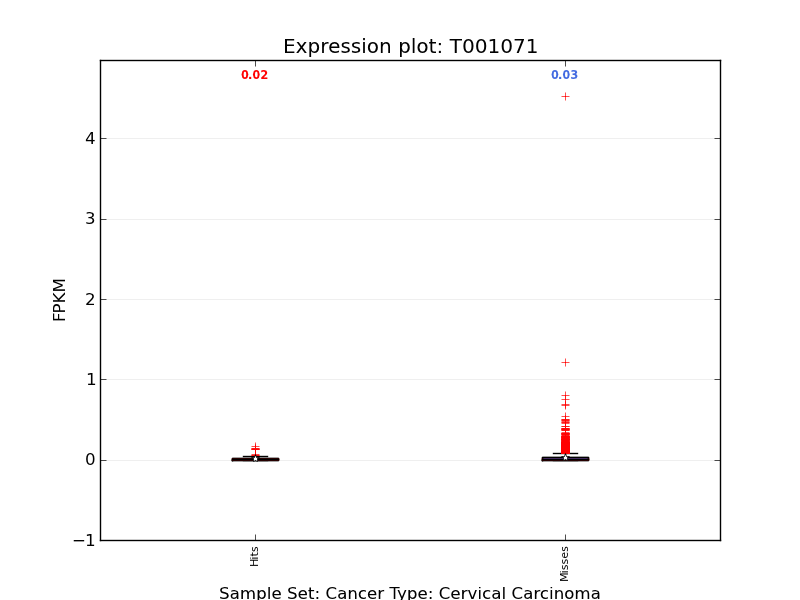 Expression plot: T001071
0.02
0.03
4
3
2
1
0
−1
FPKM
Hits
Misses
Sample Set: Cancer Type: Cervical Carcinoma